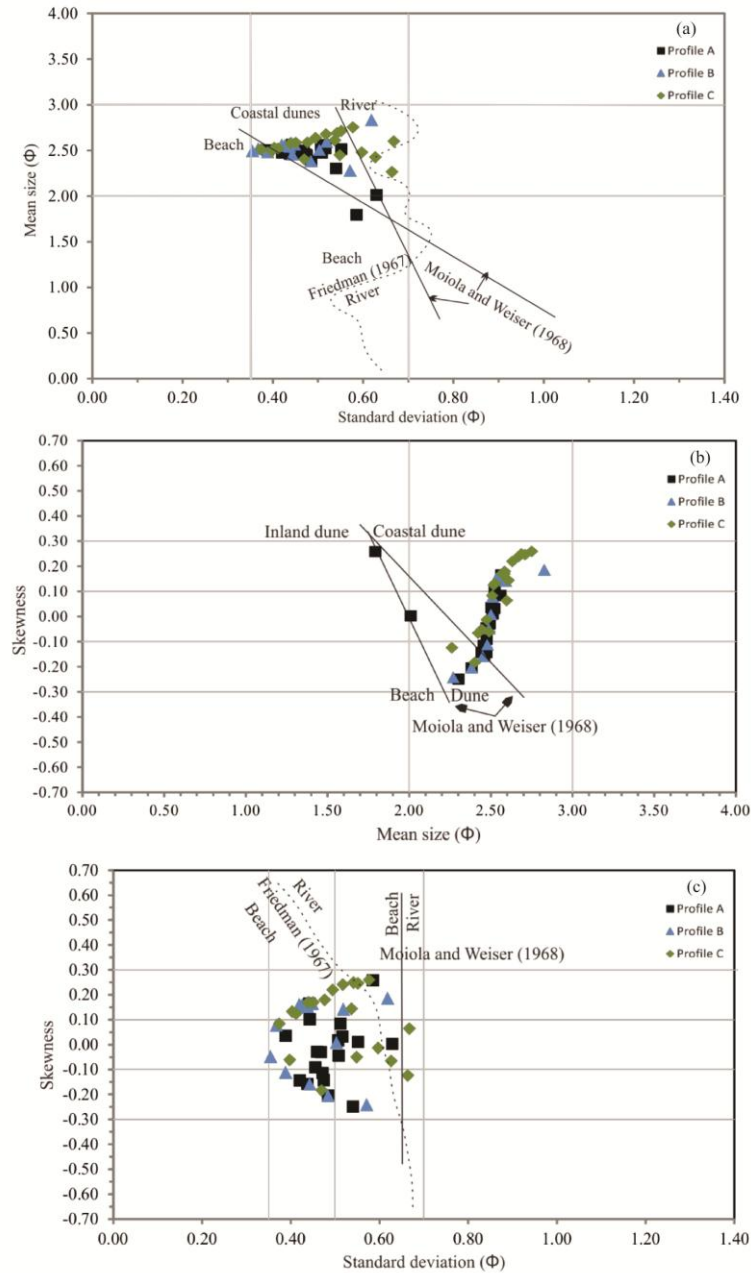 (a)
Profile A
Profile B
Profile C
4.00
3.50
3.00
2.50
2.00
1.50
1.00
0.50
0.00
Mean size (Φ)
Coastal dunes
River
Beach
Beach
Friedman (1967)
River
Moiola and Weiser (1968)
0.00 0.20 0.40 0.60 0.80 1.00 1.20 1.40
Standard deviation (Φ)
(b)
Profile A
Profile B
Profile C
0.70
0.60
0.50
0.40
0.30
0.20
0.10
0.00
-0.10
-0.20
-0.30
-0.40
-0.50
-0.60
-0.70
Skewness
Inland dune
Coastal dune
Beach
Dune
Moiola and Weiser (1968)
0.00 0.50 1.00 1.50 2.00 2.50 3.00 3.50 4.00
Mean size (Φ)
(c)
Profile A
Profile B
Profile C
0.70
0.60
0.50
0.40
0.30
0.20
0.10
0.00
-0.10
-0.20
-0.30
-0.40
-0.50
-0.60
-0.70
Skewness
River
Friedman (1967)
Beach
Beach
River
Moiola and Weiser (1968)
0.00 0.20 0.40 0.60 0.80 1.00 1.20 1.40
Standard deviation (Φ)